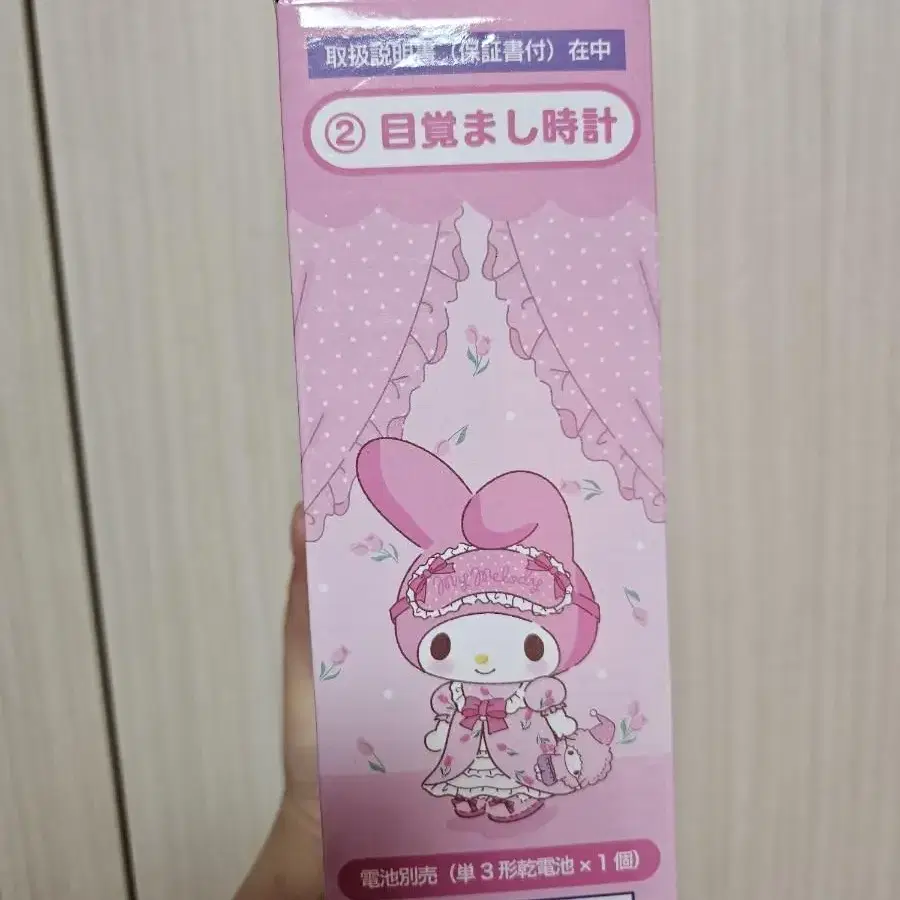 取扱説明書（保証書付）在中
② 目覚まし時計
My Melody
電池別売（単3形乾電池×1個）